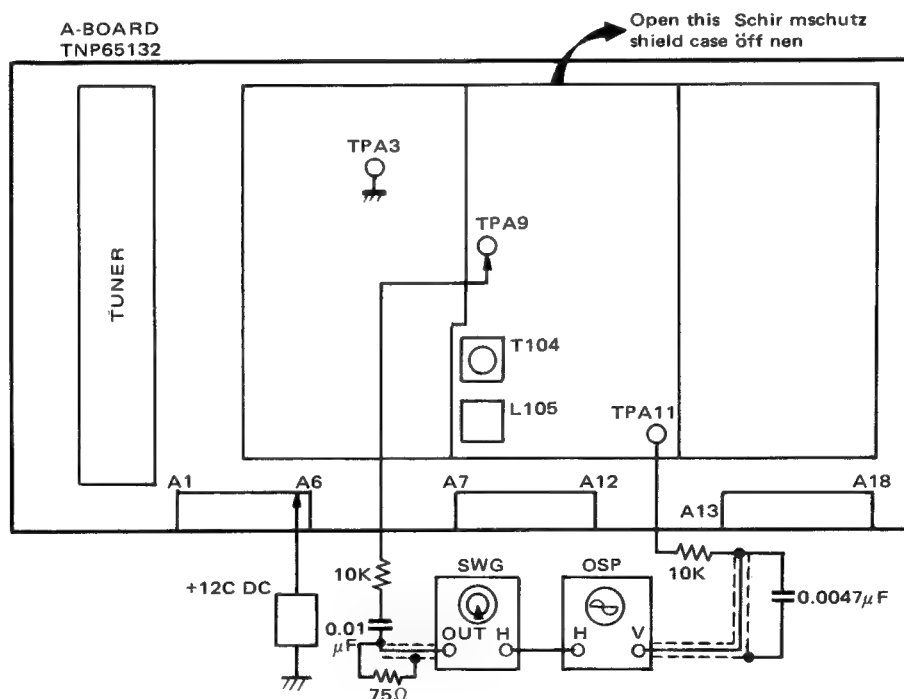 A-BOARD
TNP65132
Open this Schir mschutz
shield case öff nen
TUNER
TPA3
TPA9
T104
L105
TPA11
A1
A6
A7
A12
A13
A18
+12C DC
10K
0.01
μF
75Ω
SWG
OUT H
OSP
H V
10K
0.0047μF